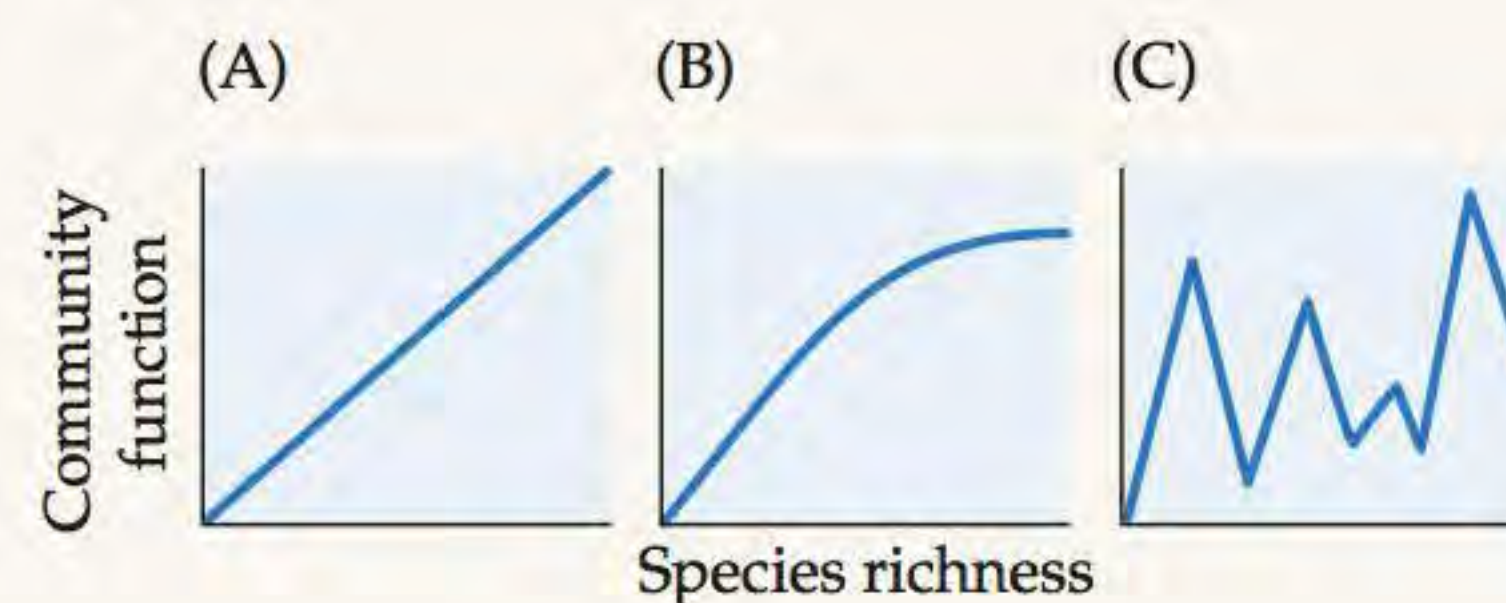 (A)
(B)
(C)
Community
function
Species richness